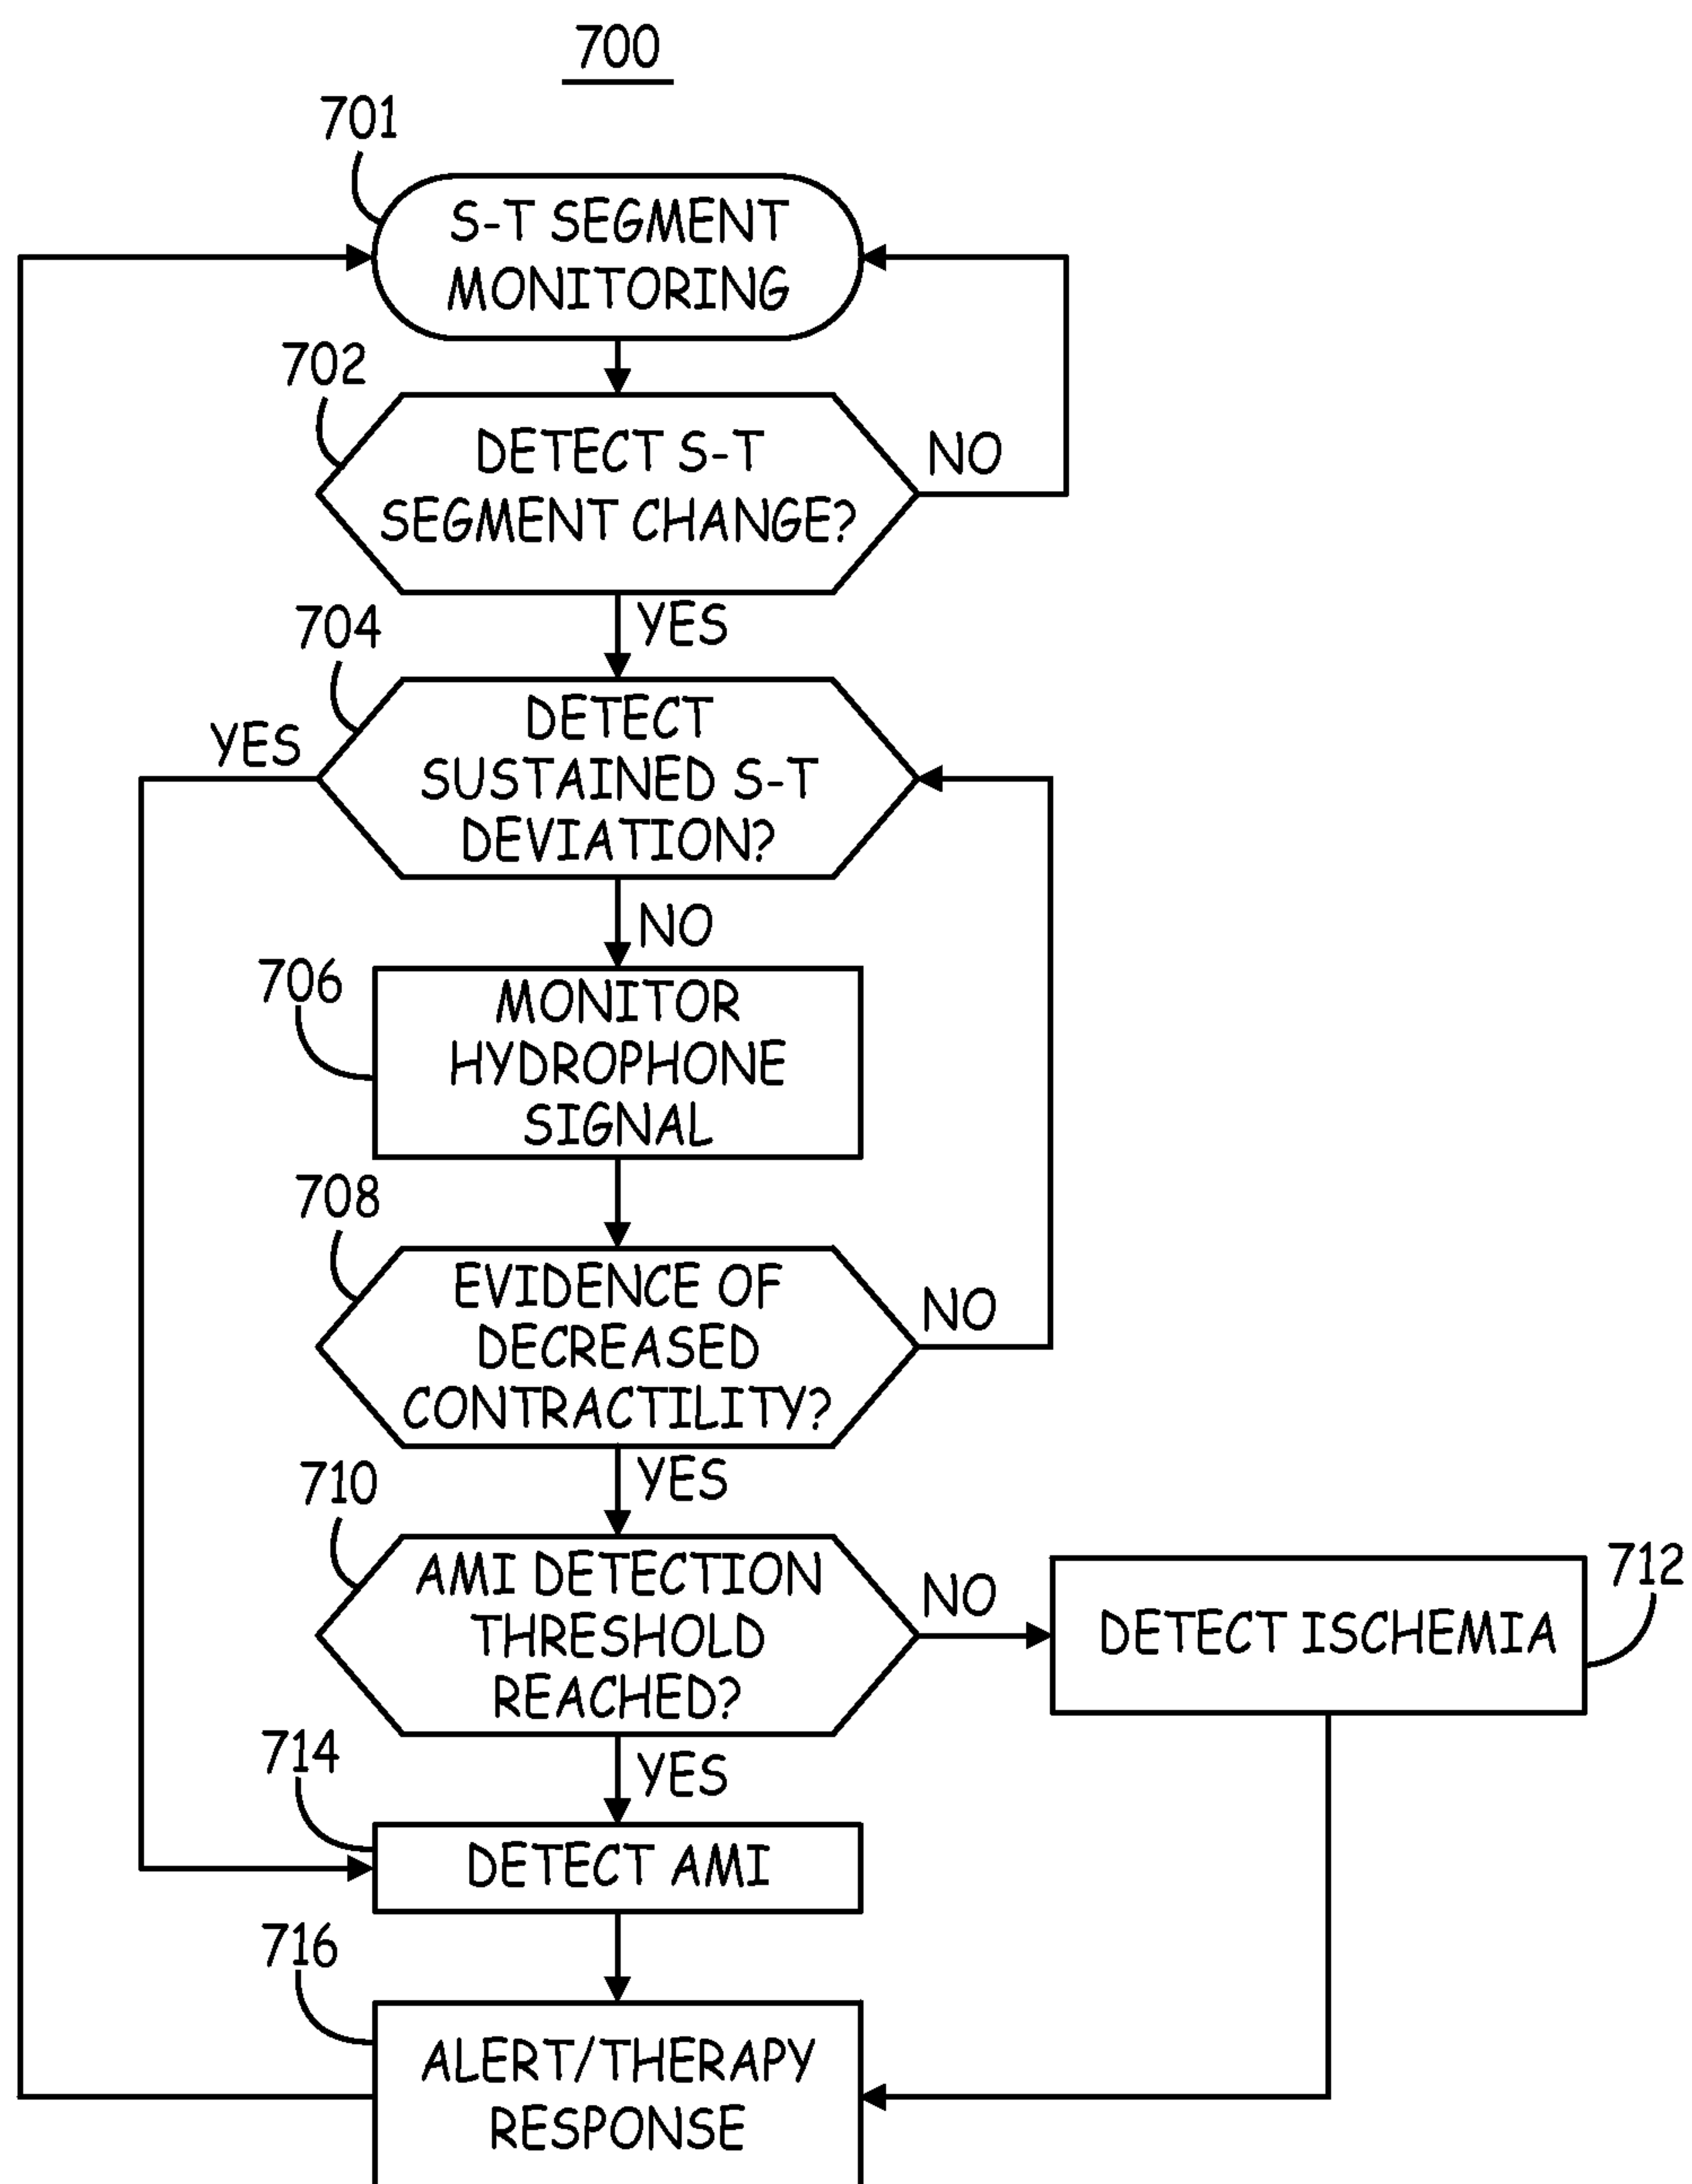 700
701
S-T SEGMENT
MONITORING
702
DETECT S-T
SEGMENT CHANGE?
NO
YES
704
DETECT
SUSTAINED S-T
DEVIATION?
YES
NO
706
MONITOR
HYDROPHONE
SIGNAL
708
EVIDENCE OF
DECREASED
CONTRACTILITY?
NO
YES
710
AMI DETECTION
THRESHOLD
REACHED?
NO
712
DETECT ISCHEMIA
YES
714
DETECT AMI
716
ALERT/THERAPY
RESPONSE